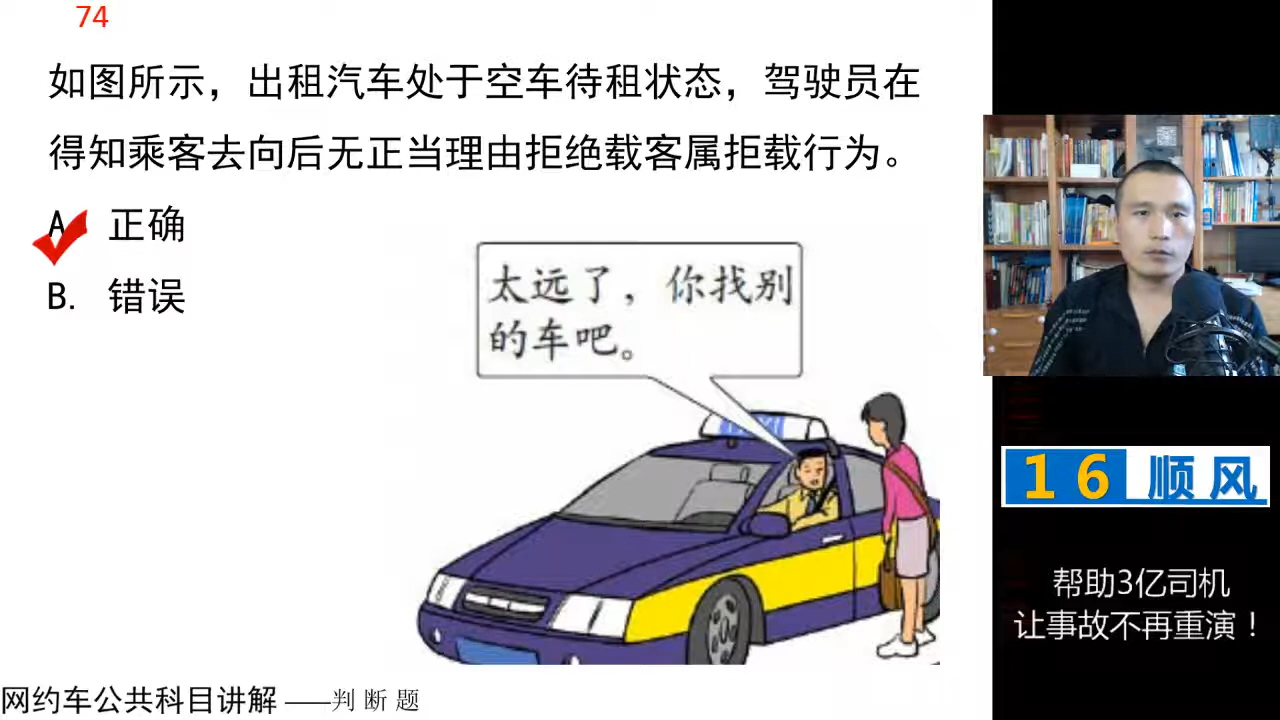 74
如图所示，出租汽车处于空车待租状态，驾驶员在
得知乘客去向后无正当理由拒绝载客属拒载行为。
A 正确
B. 错误
太远了，你找别
的车吧。
16顺风
帮助3亿司机
让事故不再重演！
网约车公共科目讲解——判断题